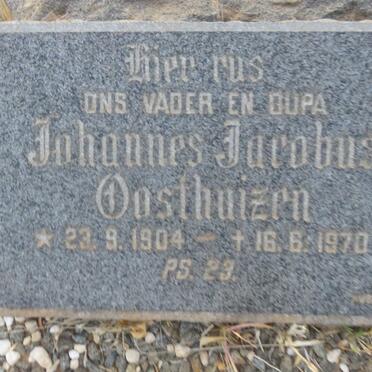 Hier rus
ONS VADER EN OUPA
Johannes Jacobus
Oosthuizen
* 23. 9. 1904 — † 16. 6. 1970
PS. 23.